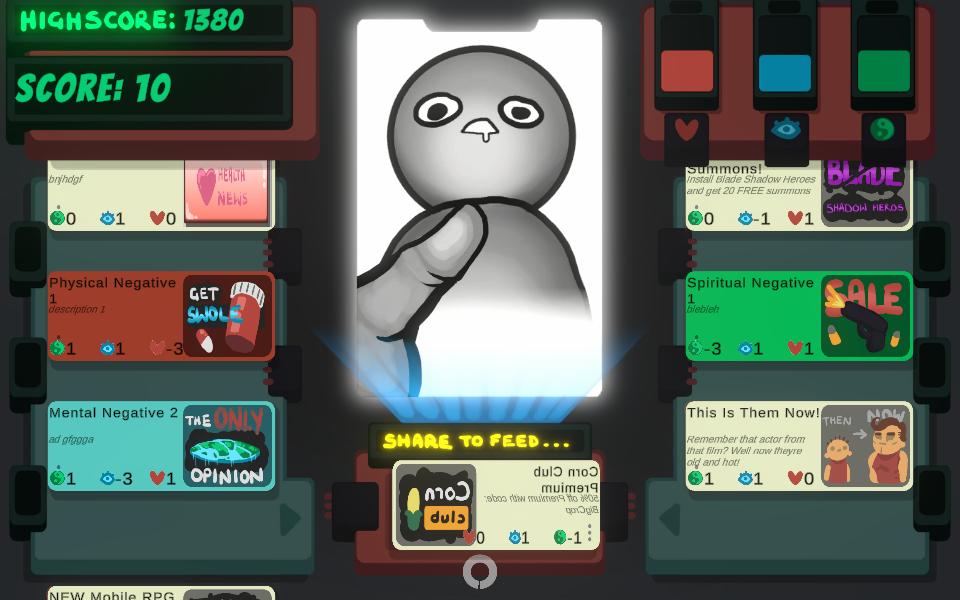 HIGHSCORE: 1380
SCORE: 10
bnjhdgf
HEALTH
NEWS
0 1 0
Physical Negative
1
description 1
GET
SWOLE
1 1 -3
Mental Negative 2
ad gfggga
THE ONLY
OPINION
1 -3 1
NEW Mobile RPG
SHARE TO FEED...
Corn Club
Premium
50% off Premium with code:
BigCrop
Corn
club
0 1 -1
Summons!
Install Blade Shadow Heroes
and get 20 FREE summons
BLADE
SHADOW HEROS
0 -1 1
Spiritual Negative
1
blebleh
SALE
-3 1 1
This Is Them Now!
Remember that actor from
that film? Well now theyre
old and hot!
THEN NOW
1 1 0